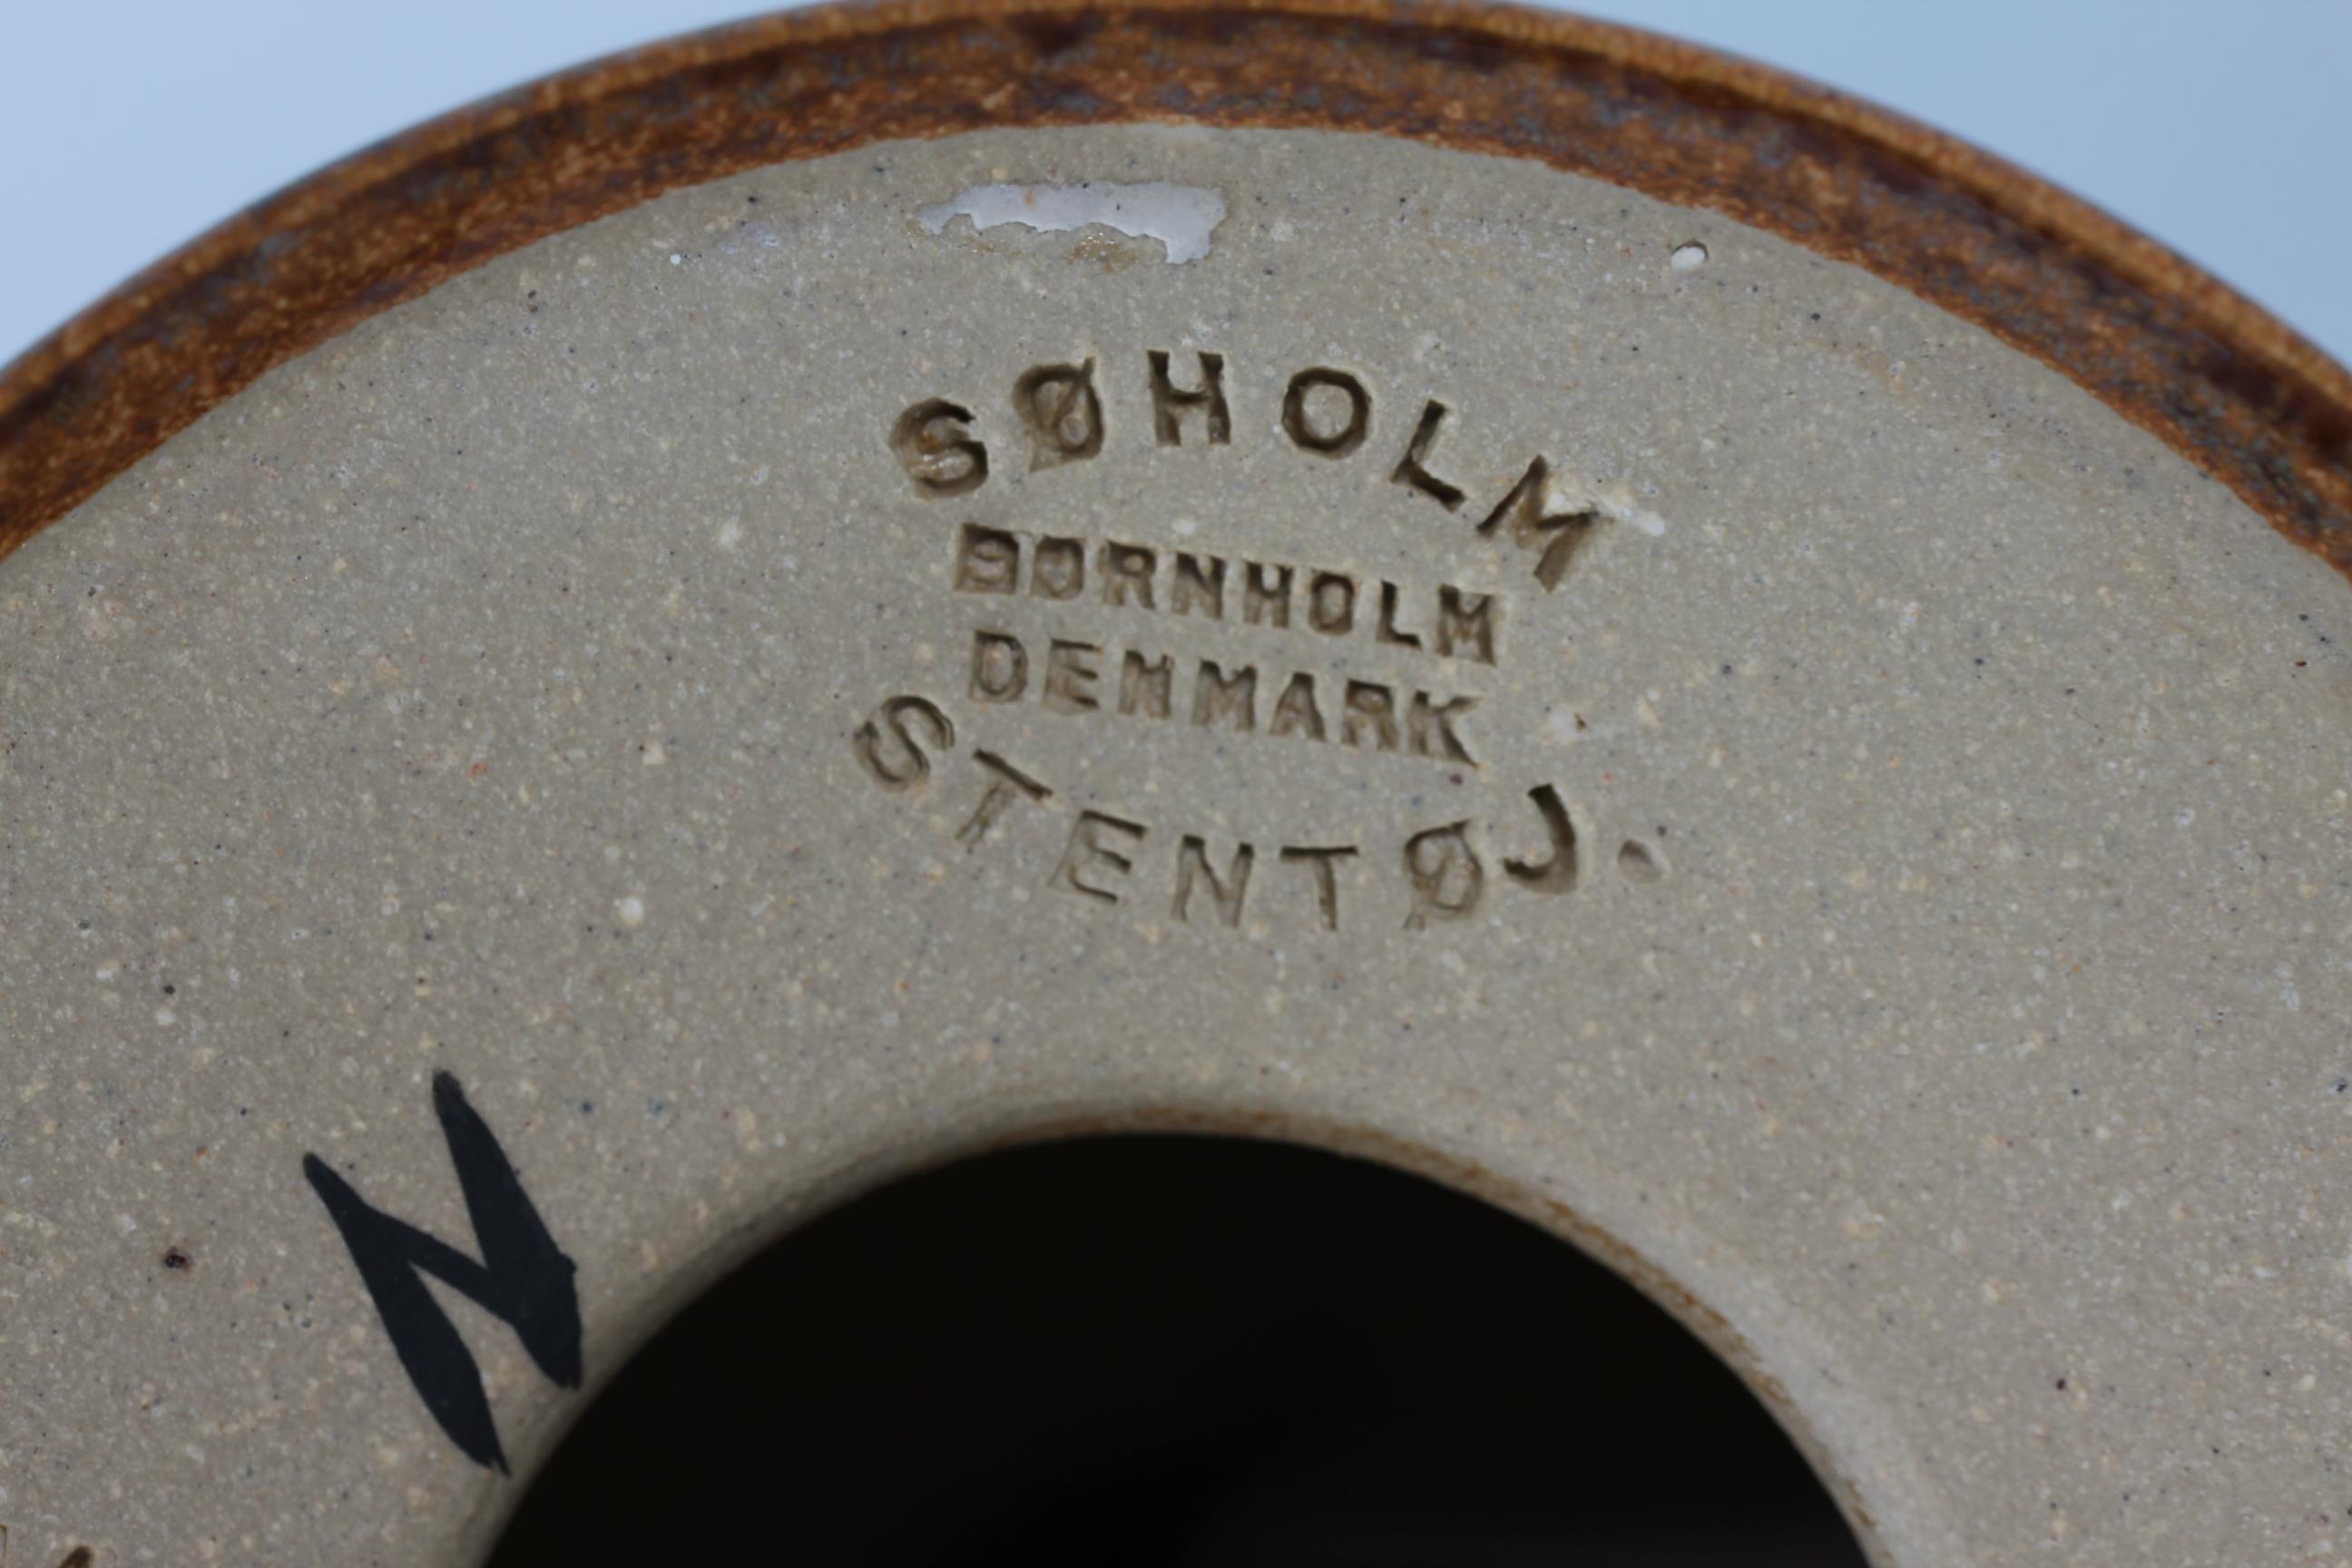 SØHOLM
BORNHOLM
DENMARK
STENTØJ.
N